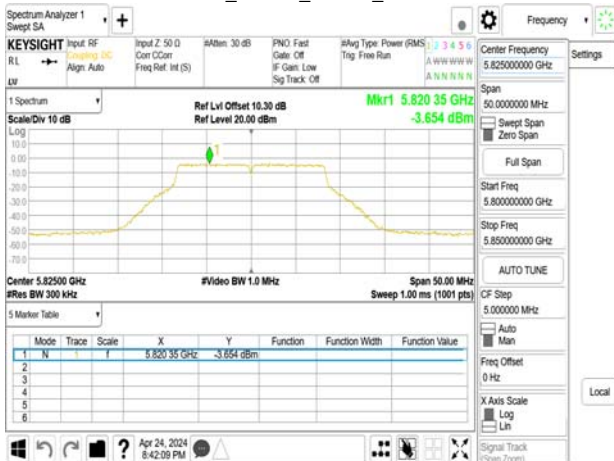 Spectrum Analyzer 1
Swept SA
+
Frequency
KEYSIGHT Input: RF Input Z: 50 Ω #Atten: 30 dB PNO: Fast #Avg Type: Power (RMS 1 2 3 4 5 6
RL Coupling: DC Corr CCorr Gate: Off Trig: Free Run A WW WW W
Align: Auto Freq Ref: Int (S) IF Gain: Low A N N N N N
Sig Track: Off
LVI
1 Spectrum Ref Lvl Offset 10.30 dB Mkr1 5.820 35 GHz
Scale/Div 10 dB Ref Level 20.00 dBm -3.654 dBm
Log
10.0
0.00
-10.0
-20.0
-30.0
-40.0
-50.0
-60.0
-70.0
1
Center 5.82500 GHz #Video BW 1.0 MHz Span 50.00 MHz
#Res BW 300 kHz Sweep 1.00 ms (1001 pts)
5 Marker Table
Mode Trace Scale X Y Function Function Width Function Value
1 N 1 f 5.820 35 GHz -3.654 dBm
2
3
4
5
6
Apr 24, 2024
8:42:09 PM
Center Frequency
5.825000000 GHz
Settings
Span
50.0000000 MHz
Swept Span
Zero Span
Full Span
Start Freq
5.800000000 GHz
Stop Freq
5.850000000 GHz
AUTO TUNE
CF Step
5.000000 MHz
Auto
Man
Freq Offset
0 Hz
Local
X Axis Scale
Log
Lin
Signal Track
(Span Zoom)